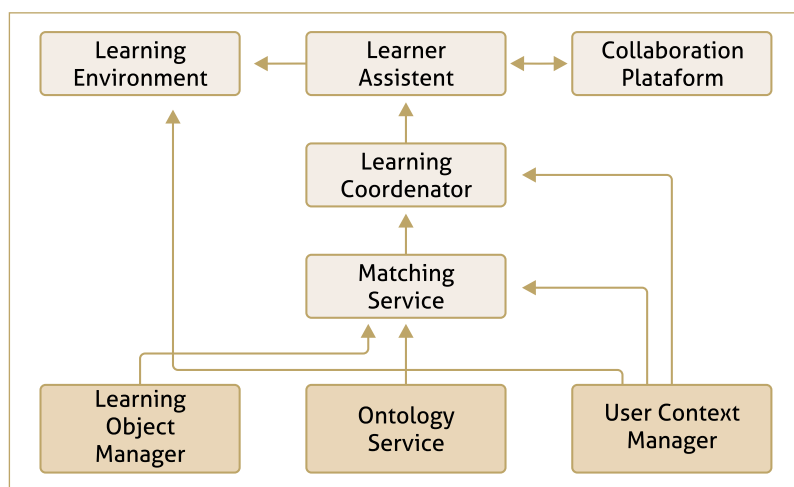 Learning
Environment
Learner
Assistent
Collaboration
Plataform
Learning
Coordenator
Matching
Service
Learning
Object
Manager
Ontology
Service
User Context
Manager